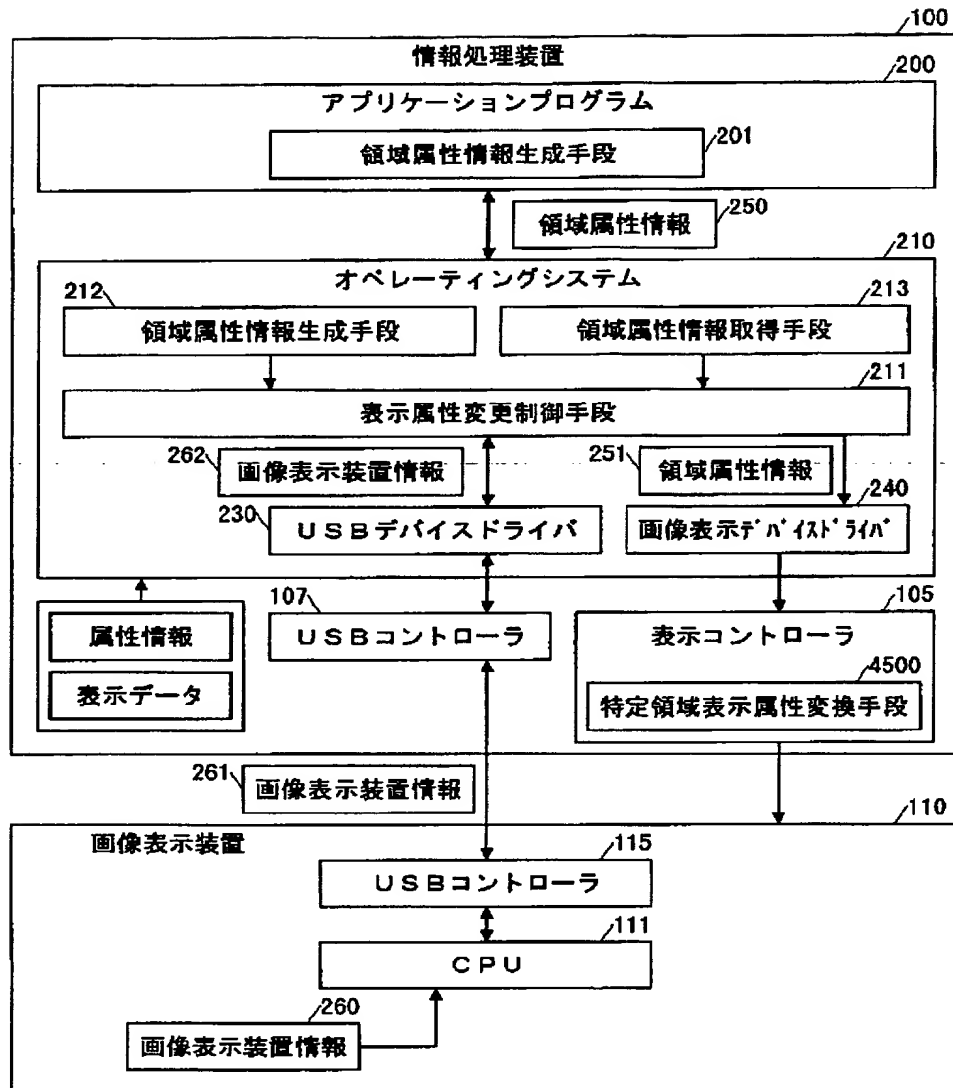 100
情報処理装置
200
アプリケーションプログラム
201
領域属性情報生成手段
領域属性情報
250
210
オペレーティングシステム
212
213
領域属性情報生成手段
領域属性情報取得手段
211
表示属性変更制御手段
262
画像表示装置情報
251
領域属性情報
240
230
USBデバイスドライバ
画像表示ﾃﾞﾊﾞｲｽﾄﾞﾗｲﾊﾞ
107
105
属性情報
表示データ
USBコントローラ
表示コントローラ
4500
特定領域表示属性変換手段
261
画像表示装置情報
110
画像表示装置
115
USBコントローラ
111
CPU
260
画像表示装置情報